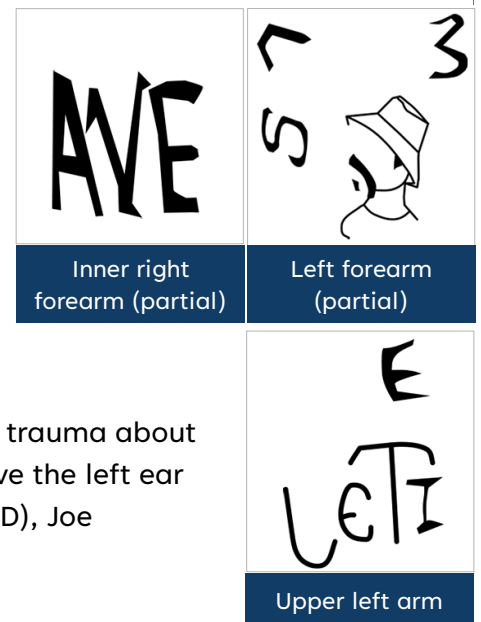 AVE
3
S
Inner right
forearm (partial)
Left forearm
(partial)
E
LETI
trauma about
ve the left ear
D), Joe
Upper left arm